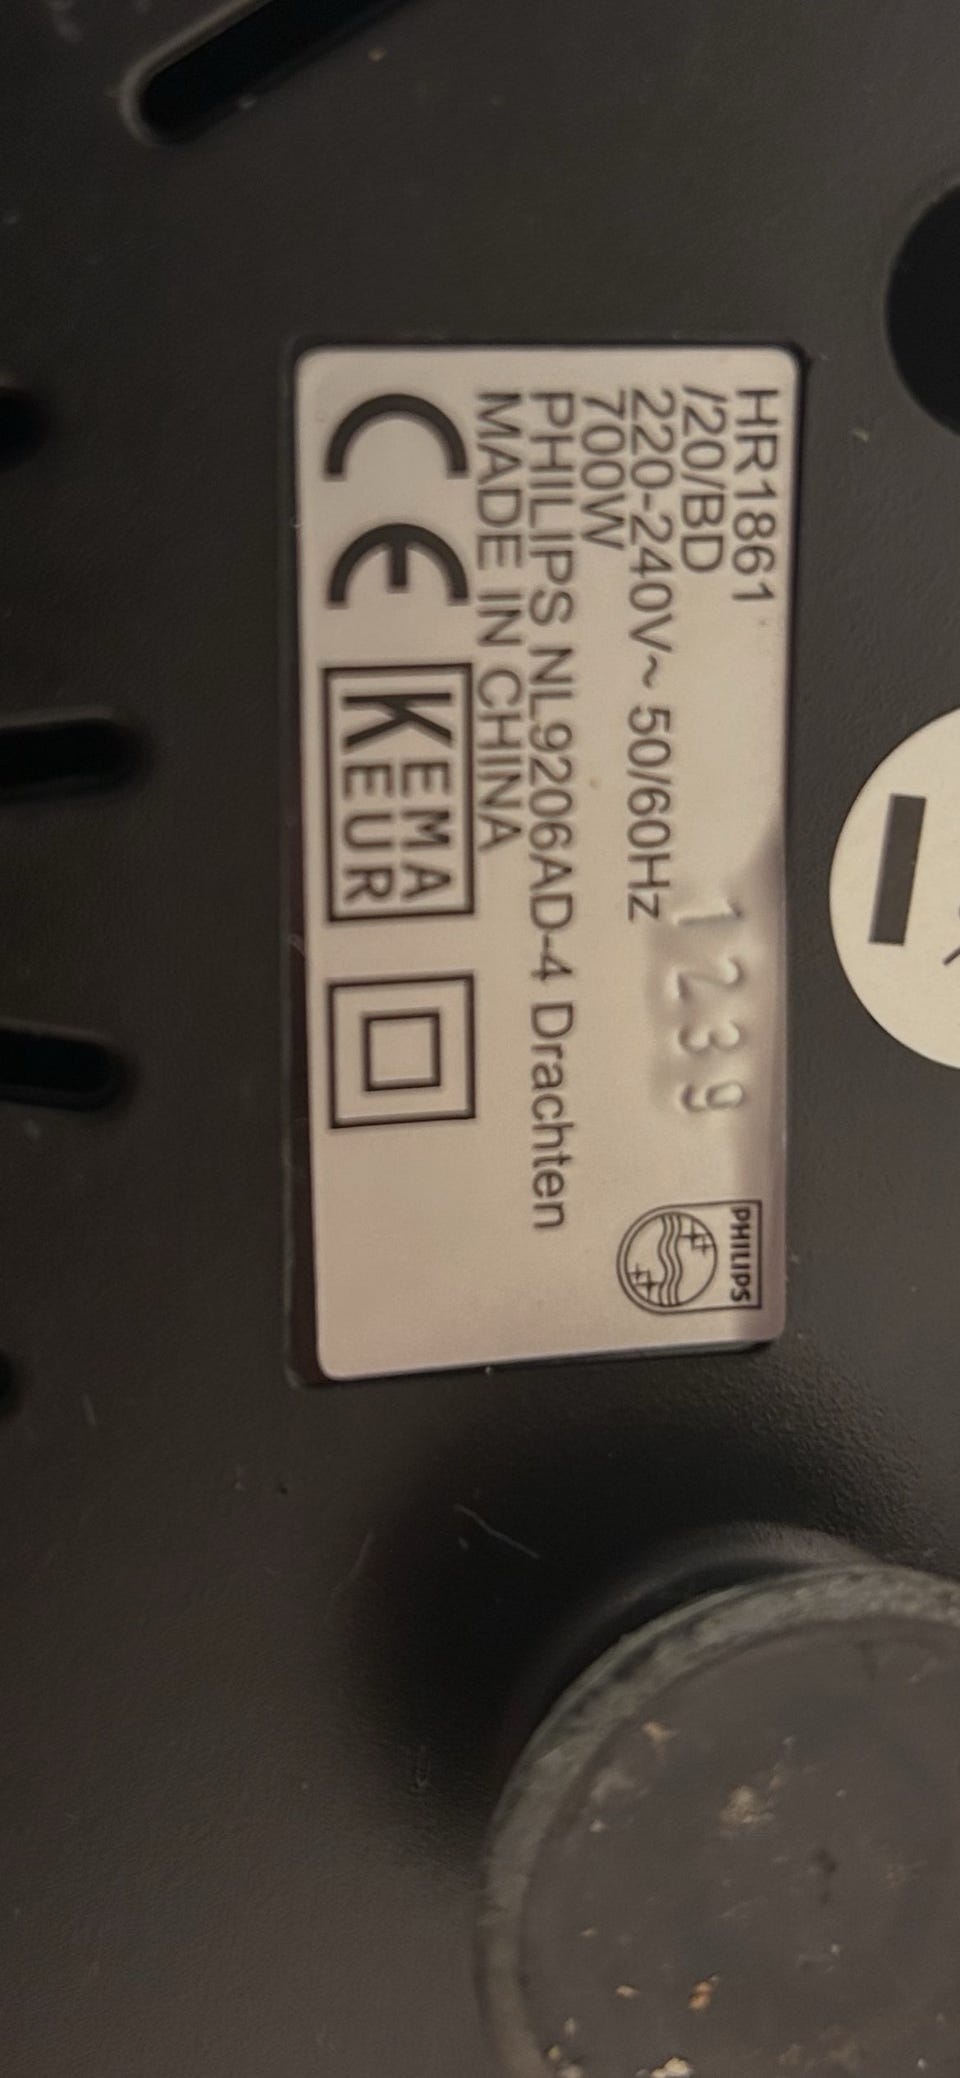 HR1861
/20/BD
1239
PHILIPS
220-240V~ 50/60Hz
700W
PHILIPS NL9206AD-4 Drachten
MADE IN CHINA
CE
KEMA
KEUR